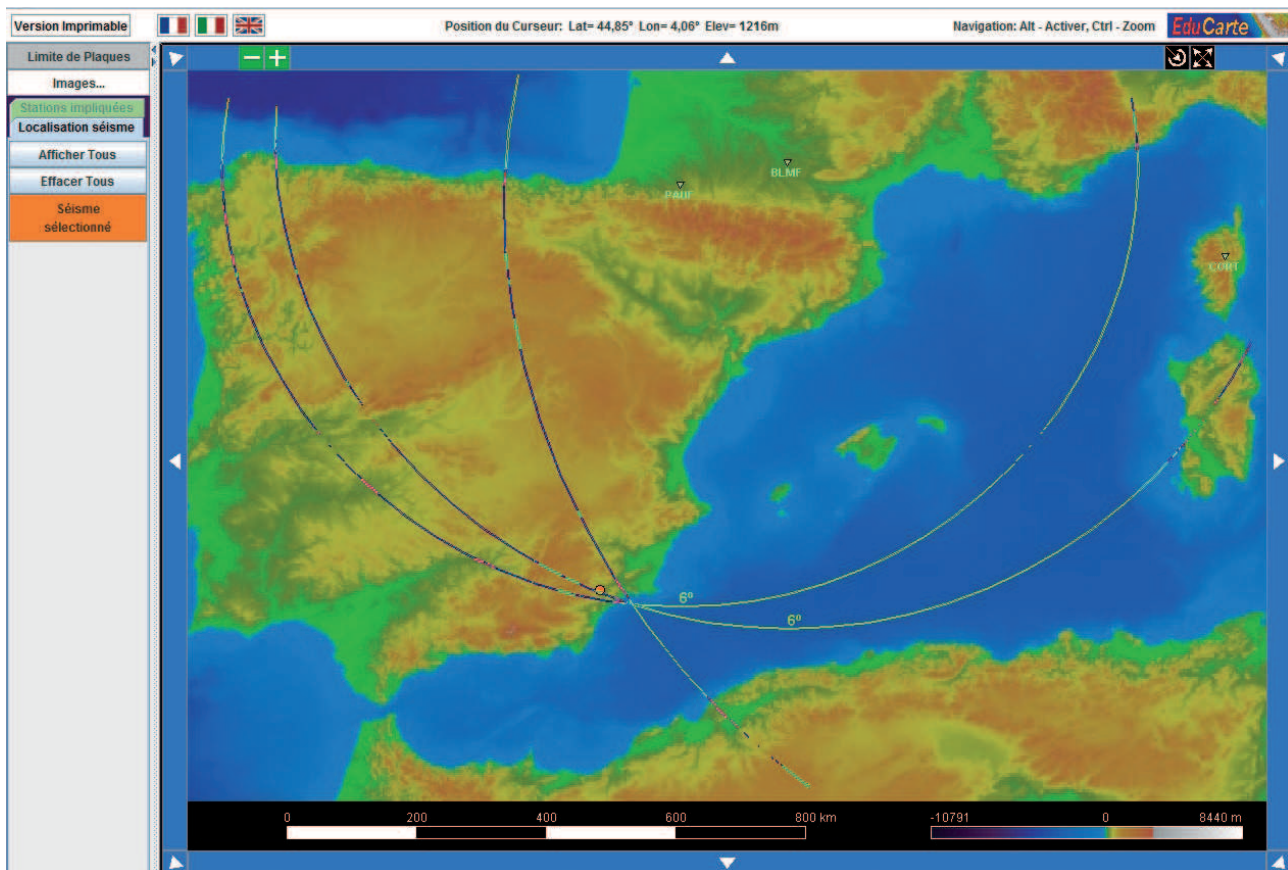 Version Imprimable
Position du Curseur: Lat= 44,85° Lon= 4,06° Elev= 1216m
Navigation: Alt - Activer, Ctrl - Zoom
EduCarte
Limite de Plaques
Images...
Stations impliquées
Localisation séisme
Afficher Tous
Effacer Tous
Séisme
sélectionné
BLMF
PAUF
CORT
6°
6°
0 200 400 600 800 km
-10791 0 8440 m